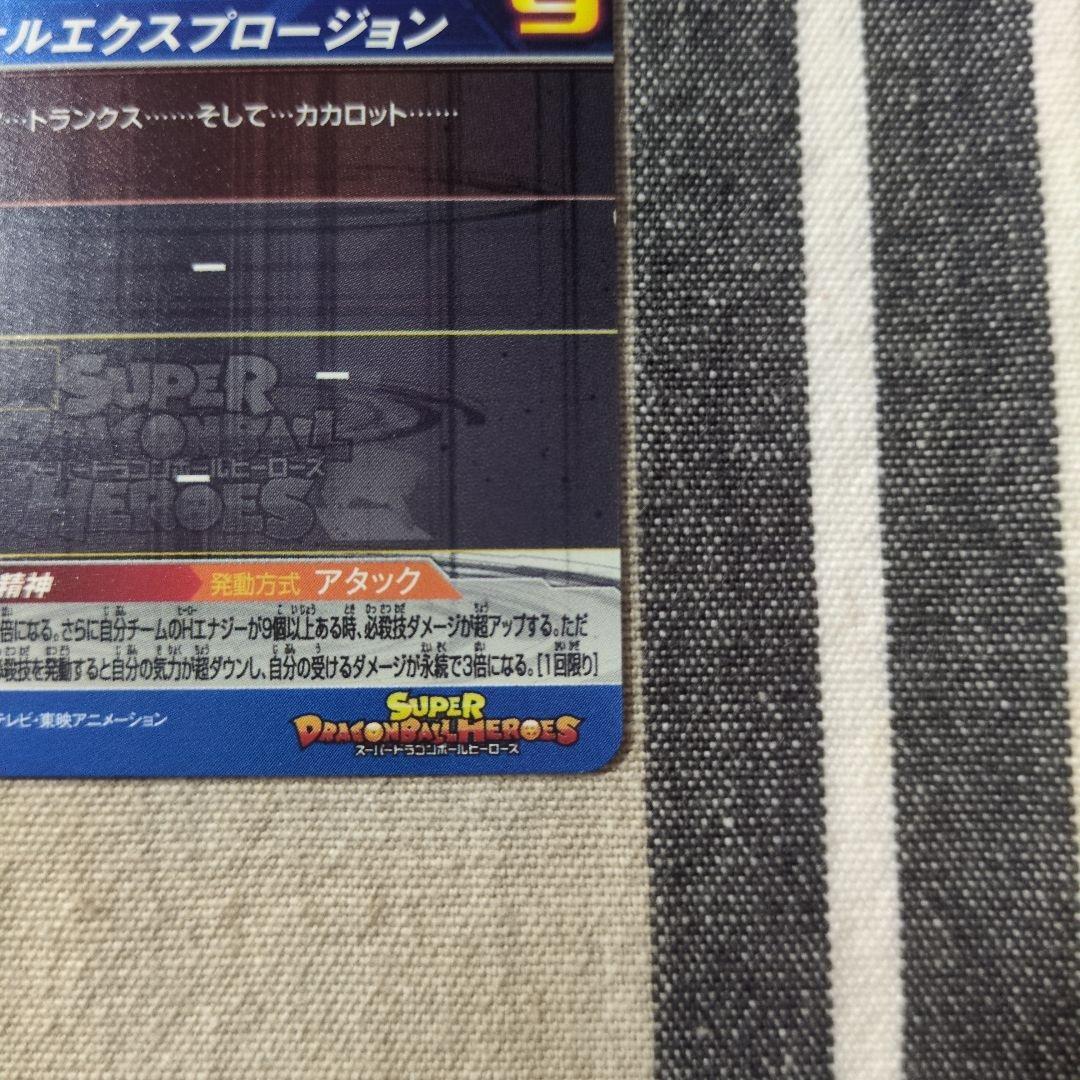 ルエクスプロージョン
9
…トランクス……そして…カカロット……
ー
ー
SUPER
DRAGONBALL
スーパードラゴンボールヒーローズ
HEROES
ー
精神
発動方式 アタック
倍になる。さらに自分チームのHエナジーが9個以上ある時、必殺技ダメージが超アップする。ただ
必殺技を発動すると自分の気力が超ダウンし、自分の受けるダメージが永続で3倍になる。[1回限り]
テレビ・東映アニメーション
SUPER
DRAGONBALL HEROES
スーパードラゴンボールヒーローズ